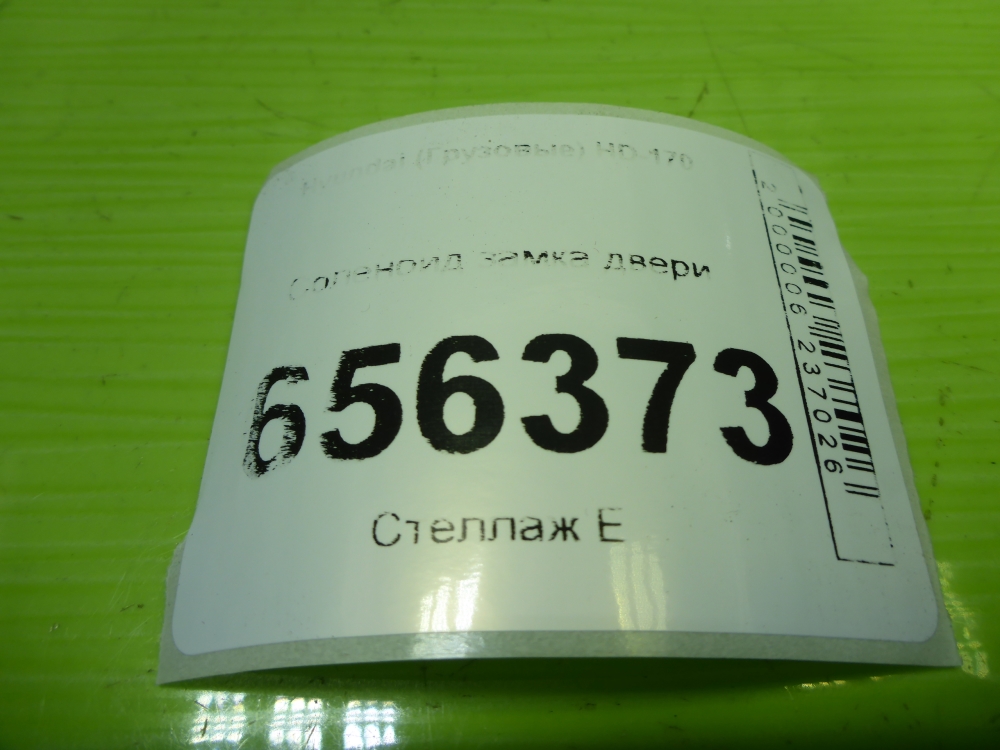 Hyundai (Грузовые) HD-170
Соленоид замка двери
656373
Стеллаж E
2000006237026